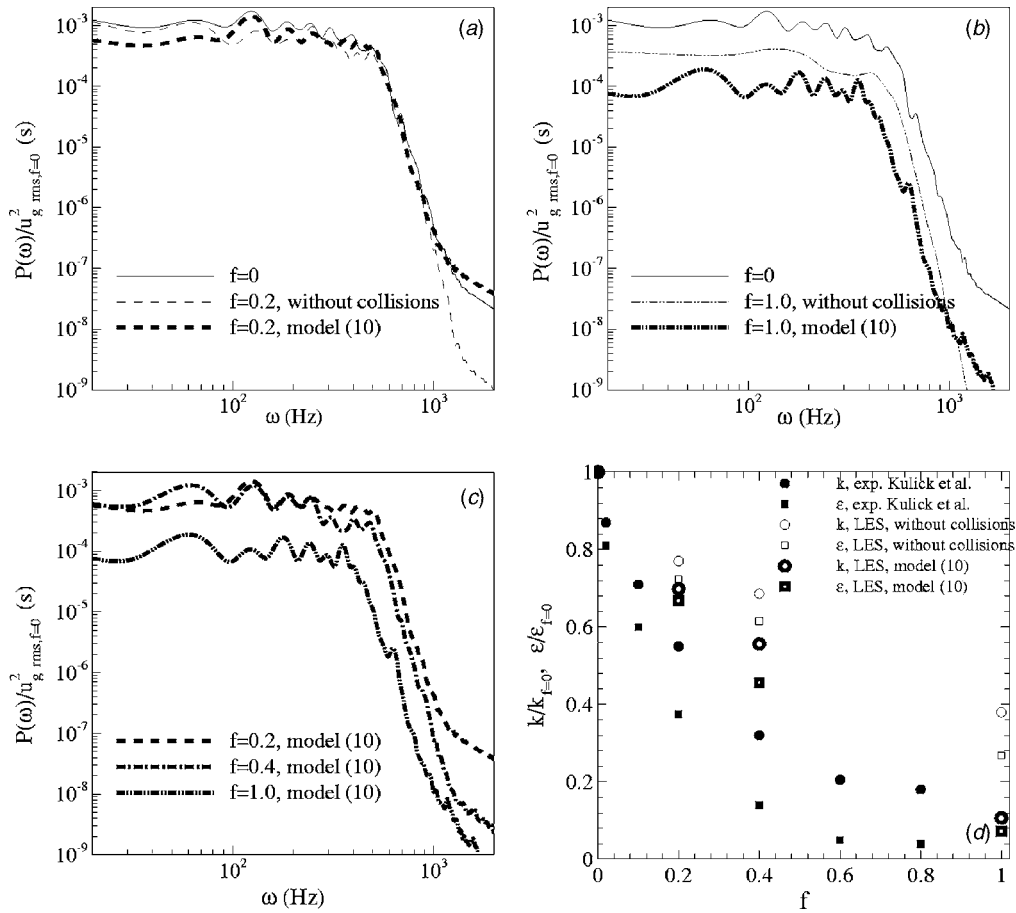 (a)
10⁻³
10⁻⁴
10⁻⁵
10⁻⁶
10⁻⁷
10⁻⁸
10⁻⁹
P(ω)/u²g rms,f=0 (s)
f=0
f=0.2, without collisions
f=0.2, model (10)
10² 10³
ω (Hz)
(b)
10⁻³
10⁻⁴
10⁻⁵
10⁻⁶
10⁻⁷
10⁻⁸
10⁻⁹
P(ω)/u²g rms,f=0 (s)
f=0
f=1.0, without collisions
f=1.0, model (10)
10² 10³
ω (Hz)
(c)
10⁻³
10⁻⁴
10⁻⁵
10⁻⁶
10⁻⁷
10⁻⁸
10⁻⁹
P(ω)/u²g rms,f=0 (s)
f=0.2, model (10)
f=0.4, model (10)
f=1.0, model (10)
10² 10³
ω (Hz)
1
0.8
0.6
0.4
0.2
0
k/kf=0, ε/εf=0
k, exp. Kulick et al.
ε, exp. Kulick et al.
k, LES, without collisions
ε, LES, without collisions
k, LES, model (10)
ε, LES, model (10)
(d)
0 0.2 0.4 0.6 0.8 1
f